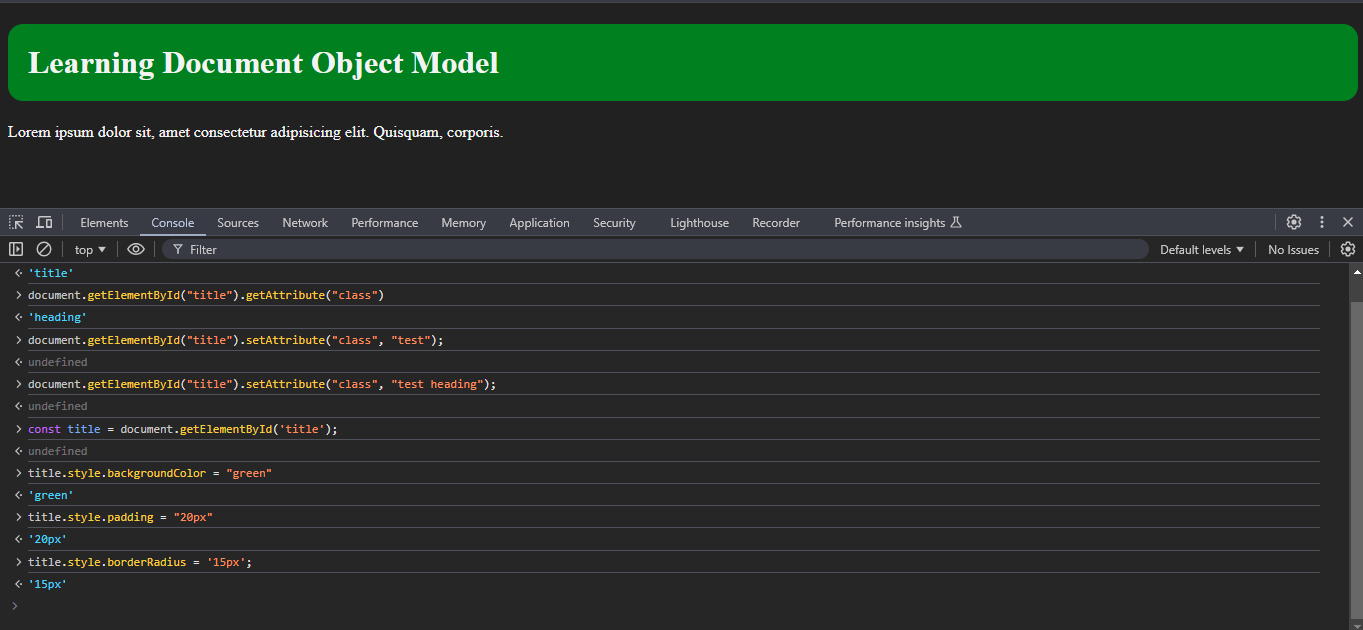 Learning Document Object Model
Lorem ipsum dolor sit, amet consectetur adipisicing elit. Quisquam, corporis.
Elements Console Sources Network Performance Memory Application Security Lighthouse Recorder Performance insights
top Filter Default levels No Issues
'title'
document.getElementById("title").getAttribute("class")
'heading'
document.getElementById("title").setAttribute("class", "test");
undefined
document.getElementById("title").setAttribute("class", "test heading");
undefined
const title = document.getElementById('title');
undefined
title.style.backgroundColor = "green"
'green'
title.style.padding = "20px"
'20px'
title.style.borderRadius = '15px';
'15px'